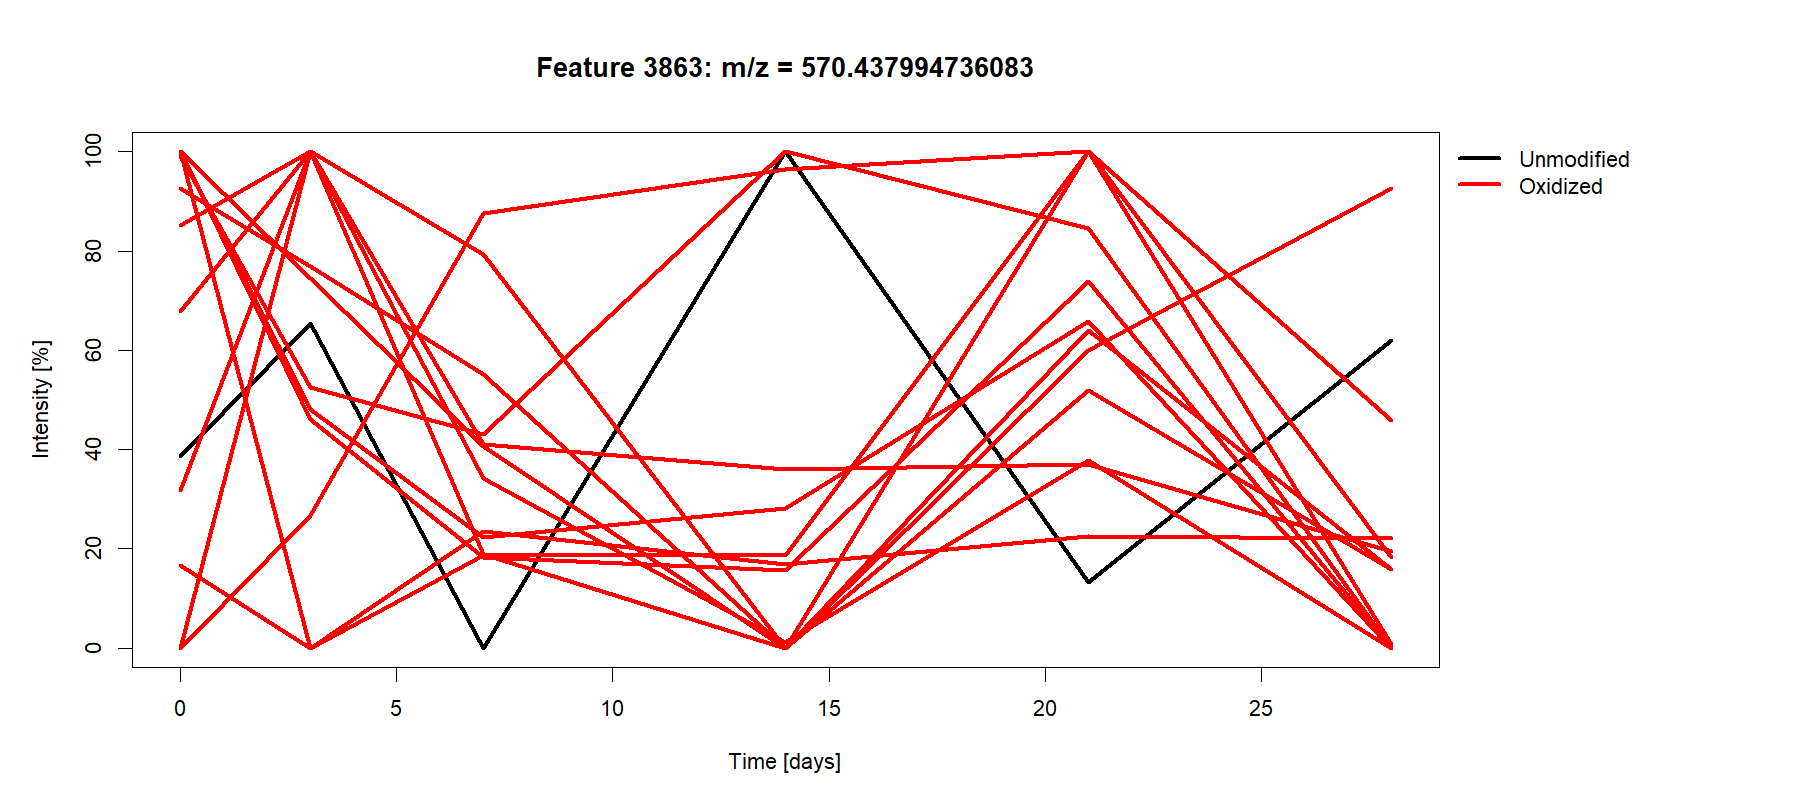 Feature 3863: m/z = 570.437994736083
Unmodified
Oxidized
Intensity [%]
100
80
60
40
20
0
0 5 10 15 20 25
Time [days]